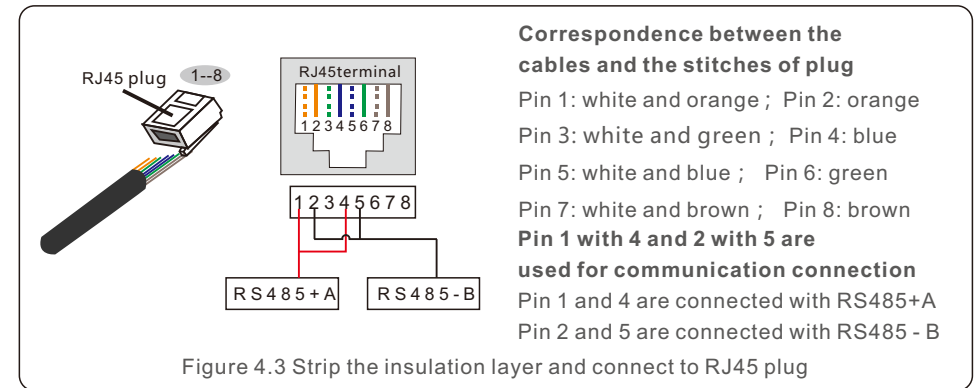 RJ45 plug 1--8
RJ45terminal
12345678
12345678
RS485+A
RS485-B
Correspondence between the
cables and the stitches of plug
Pin 1: white and orange ; Pin 2: orange
Pin 3: white and green ; Pin 4: blue
Pin 5: white and blue ; Pin 6: green
Pin 7: white and brown ; Pin 8: brown
Pin 1 with 4 and 2 with 5 are
used for communication connection
Pin 1 and 4 are connected with RS485+A
Pin 2 and 5 are connected with RS485 - B
Figure 4.3 Strip the insulation layer and connect to RJ45 plug